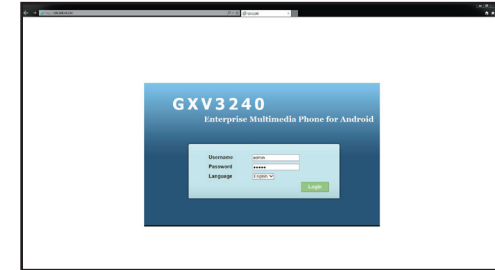 GXV3240
Enterprise Multimedia Phone for Android
Username admin
Password •••••
Language English
Login